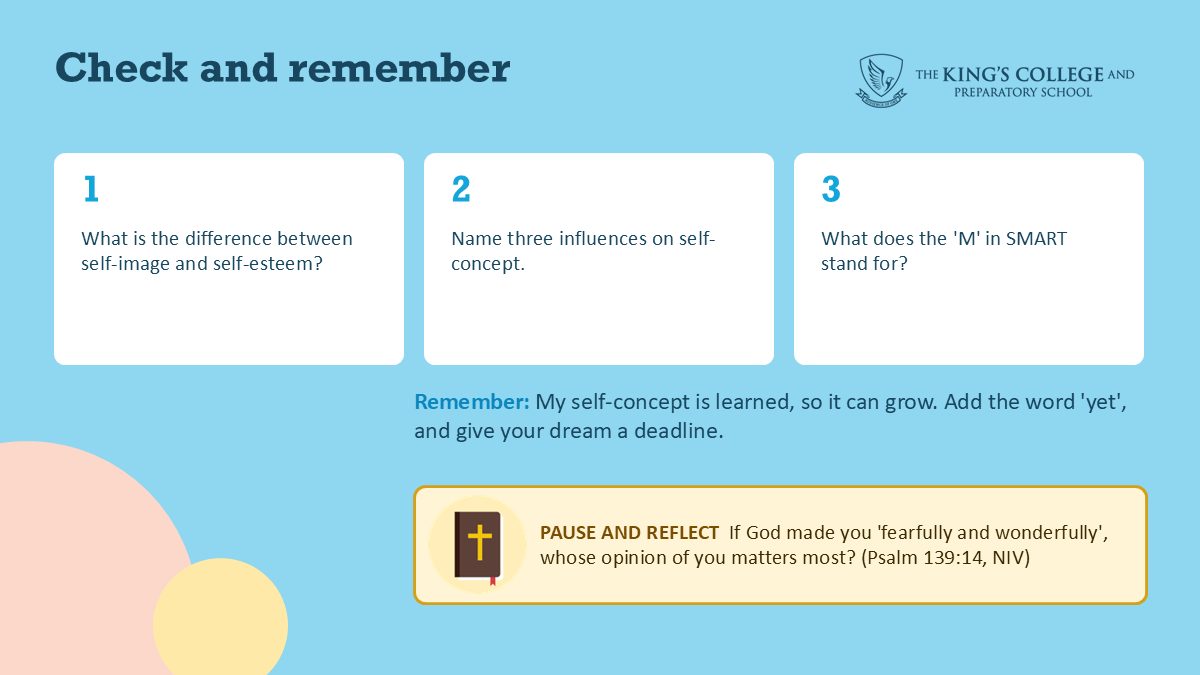 Check and remember
THE KING'S COLLEGE AND
PREPARATORY SCHOOL
1
What is the difference between
self-image and self-esteem?
2
Name three influences on self-
concept.
3
What does the 'M' in SMART
stand for?
Remember: My self-concept is learned, so it can grow. Add the word 'yet',
and give your dream a deadline.
PAUSE AND REFLECT If God made you 'fearfully and wonderfully',
whose opinion of you matters most? (Psalm 139:14, NIV)